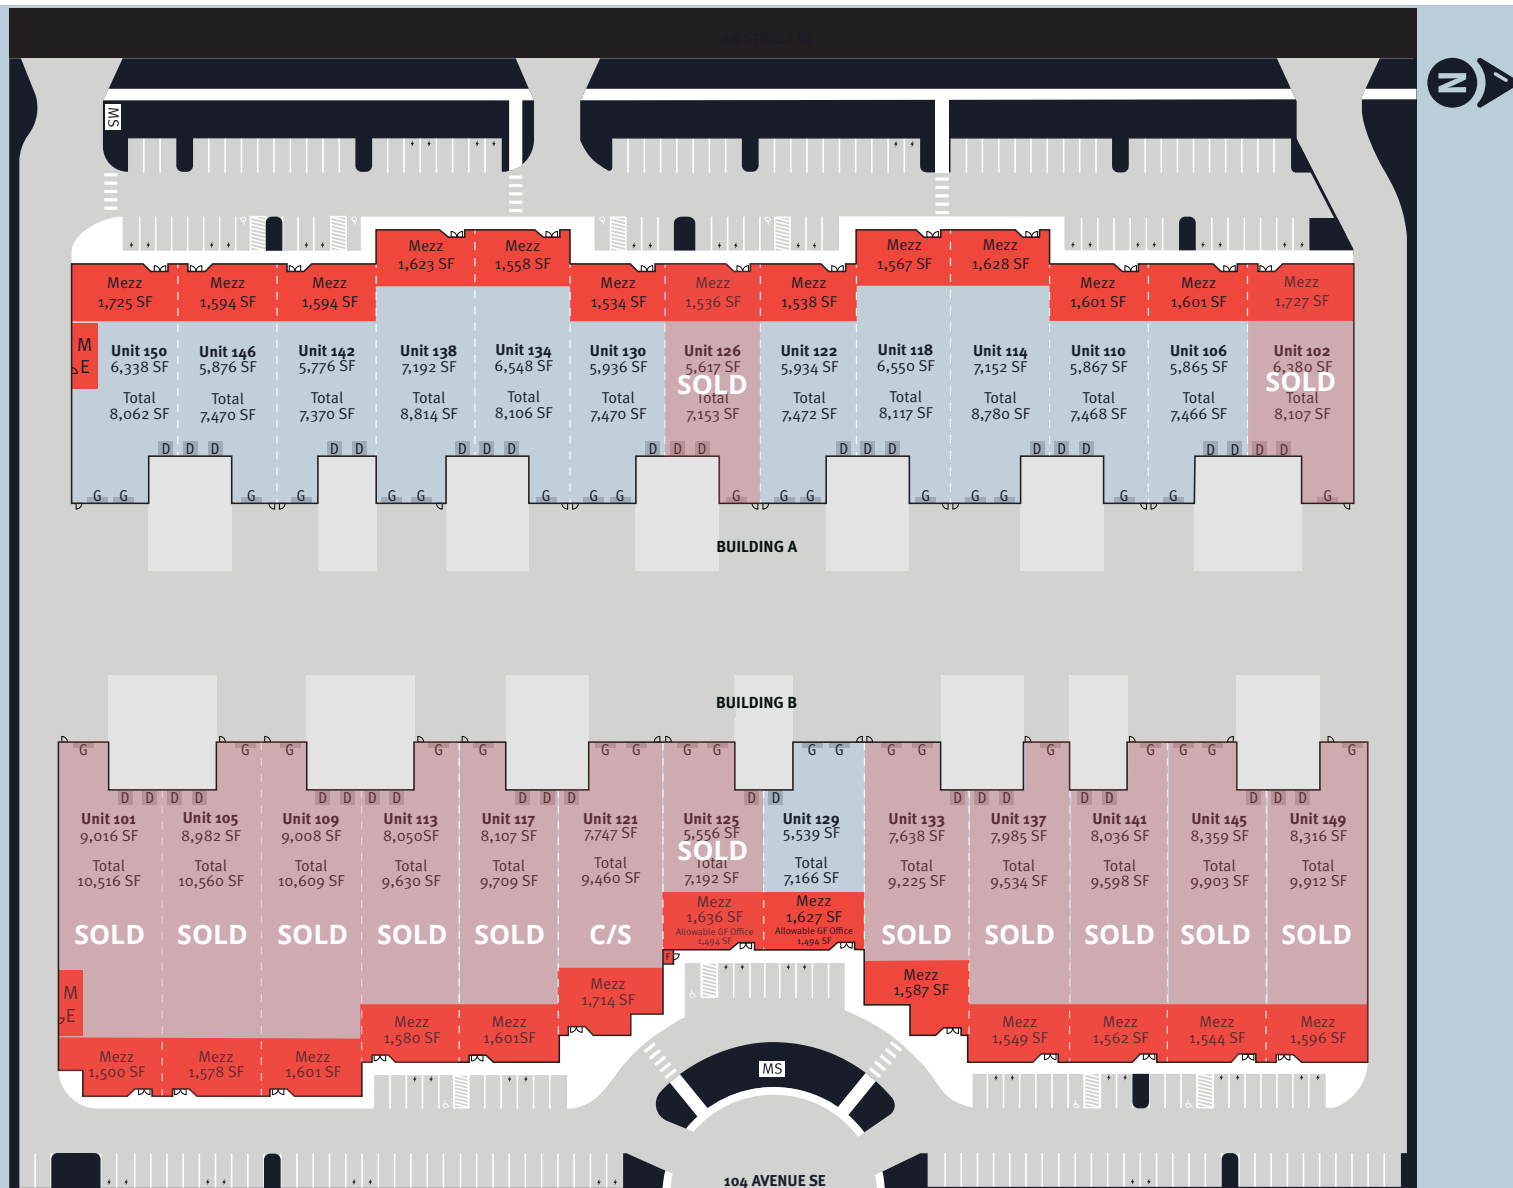 68 STREET SE
N
MS
Mezz
1,623 SF
Mezz
1,558 SF
Mezz
1,567 SF
Mezz
1,628 SF
Mezz
1,725 SF
Mezz
1,594 SF
Mezz
1,594 SF
Mezz
1,534 SF
Mezz
1,536 SF
Mezz
1,538 SF
Mezz
1,601 SF
Mezz
1,601 SF
Mezz
1,727 SF
M
E
Unit 150
6,338 SF
Total
8,062 SF
Unit 146
5,876 SF
Total
7,470 SF
Unit 142
5,776 SF
Total
7,370 SF
Unit 138
7,192 SF
Total
8,814 SF
Unit 134
6,548 SF
Total
8,106 SF
Unit 130
5,936 SF
Total
7,470 SF
Unit 126
5,617 SF
SOLD
Total
7,153 SF
Unit 122
5,934 SF
Total
7,472 SF
Unit 118
6,550 SF
Total
8,117 SF
Unit 114
7,152 SF
Total
8,780 SF
Unit 110
5,867 SF
Total
7,468 SF
Unit 106
5,865 SF
Total
7,466 SF
Unit 102
6,380 SF
SOLD
Total
8,107 SF
D D D D D D D D D D D D D D D D D D D D D D
G G G G G G G G G G G G G G G G G
BUILDING A
BUILDING B
G G G G G G G G G G G G G G G G G G
D D D D D D D D D D D D D D D D D D D D D D
Unit 101
9,016 SF
Total
10,516 SF
SOLD
Unit 105
8,982 SF
Total
10,560 SF
SOLD
Unit 109
9,008 SF
Total
10,609 SF
SOLD
Unit 113
8,050SF
Total
9,630 SF
SOLD
Unit 117
8,107 SF
Total
9,709 SF
SOLD
Unit 121
7,747 SF
Total
9,460 SF
C/S
Unit 125
5,556 SF
SOLD
Total
7,192 SF
Mezz
1,636 SF
Allowable GF Office
1,494 SF
Unit 129
5,539 SF
Total
7,166 SF
Mezz
1,627 SF
Allowable GF Office
1,494 SF
Unit 133
7,638 SF
Total
9,225 SF
SOLD
Unit 137
7,985 SF
Total
9,534 SF
SOLD
Unit 141
8,036 SF
Total
9,598 SF
SOLD
Unit 145
8,359 SF
Total
9,903 SF
SOLD
Unit 149
8,316 SF
Total
9,912 SF
SOLD
F
M
E
Mezz
1,714 SF
Mezz
1,587 SF
Mezz
1,580 SF
Mezz
1,601SF
Mezz
1,549 SF
Mezz
1,562 SF
Mezz
1,544 SF
Mezz
1,596 SF
Mezz
1,500 SF
Mezz
1,578 SF
Mezz
1,601 SF
MS
104 AVENUE SE